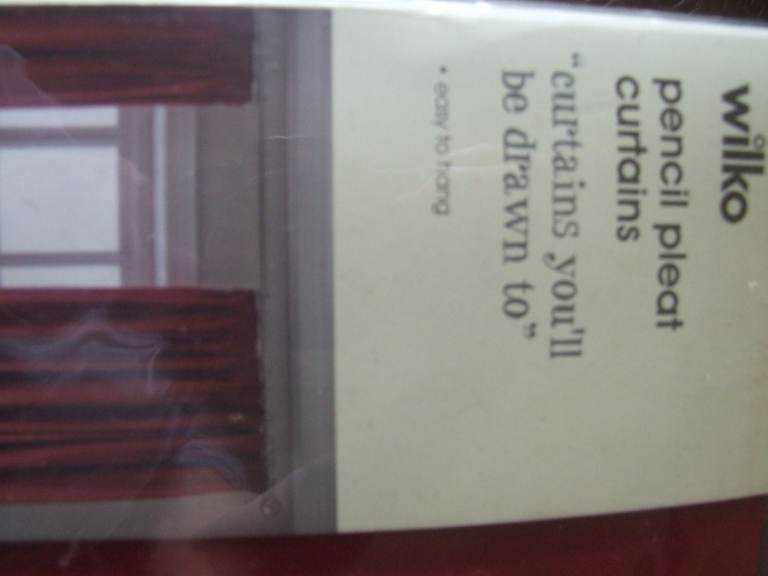 wilko
pencil pleat
curtains
“curtains you'll
be drawn to”
• easy to hang